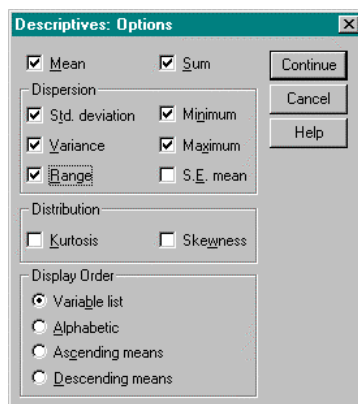 Descriptives: Options
Mean Sum Continue
Dispersion Cancel
Std. deviation Minimum Help
Variance Maximum
Range S.E. mean
Distribution
Kurtosis Skewness
Display Order
Variable list
Alphabetic
Ascending means
Descending means